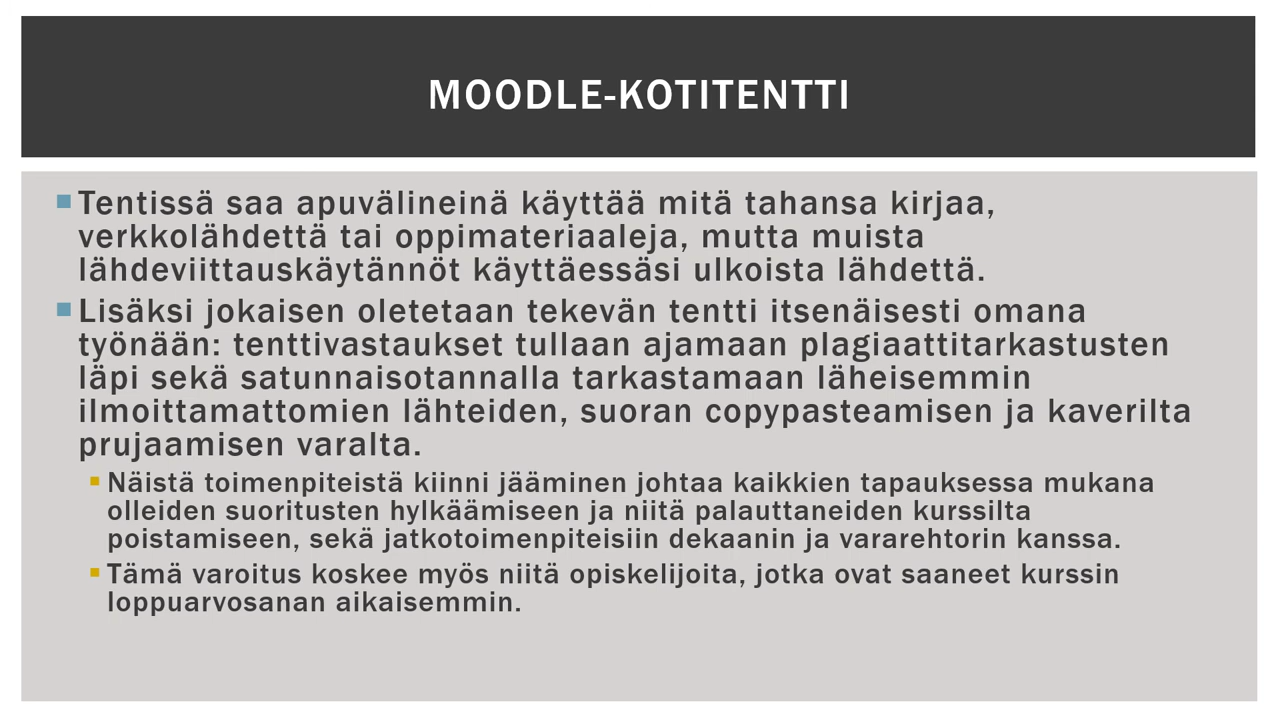 MOODLE-KOTITENTTI
Tentissä saa apuvälineinä käyttää mitä tahansa kirjaa,
verkkolähdettä tai oppimateriaaleja, mutta muista
lähdeviittauskäytännöt käyttäessäsi ulkoista lähdettä.
Lisäksi jokaisen oletetaan tekevän tentti itsenäisesti omana
työnään: tenttivastaukset tullaan ajamaan plagiaattitarkastusten
läpi sekä satunnaisotannalla tarkastamaan läheisemmin
ilmoittamattomien lähteiden, suoran copypasteamisen ja kaverilta
prujaamisen varalta.
Näistä toimenpiteistä kiinni jääminen johtaa kaikkien tapauksessa mukana
olleiden suoritusten hylkäämiseen ja niitä palauttaneiden kurssilta
poistamiseen, sekä jatkotoimenpiteisiin dekaanin ja vararehtorin kanssa.
Tämä varoitus koskee myös niitä opiskelijoita, jotka ovat saaneet kurssin
loppuarvosanan aikaisemmin.